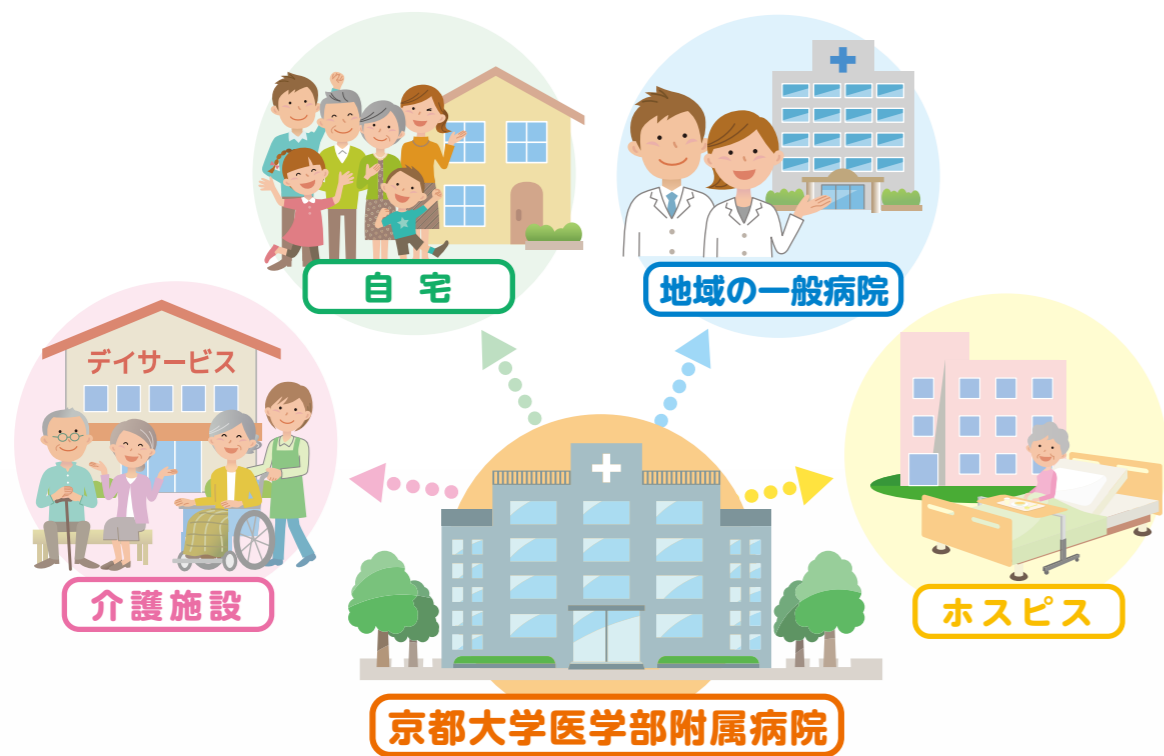 自宅
地域の一般病院
デイサービス
介護施設
ホスピス
京都大学医学部附属病院